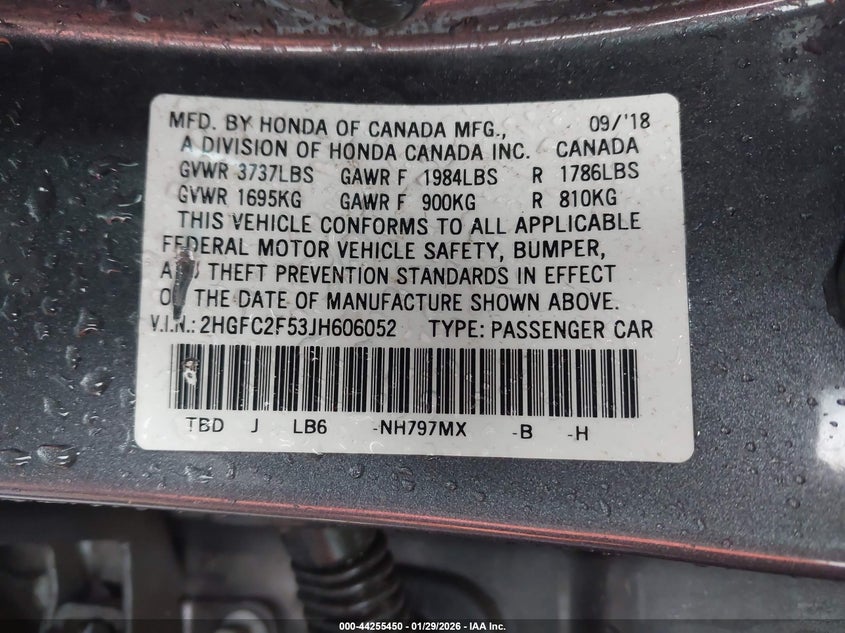 MFD. BY HONDA OF CANADA MFG., 09/'18
A DIVISION OF HONDA CANADA INC. CANADA
GVWR 3737LBS GAWR F 1984LBS R 1786LBS
GVWR 1695KG GAWR F 900KG R 810KG
THIS VEHICLE CONFORMS TO ALL APPLICABLE
FEDERAL MOTOR VEHICLE SAFETY, BUMPER,
AND THEFT PREVENTION STANDARDS IN EFFECT
ON THE DATE OF MANUFACTURE SHOWN ABOVE.
V.I.N.: 2HGFC2F53JH606052 TYPE: PASSENGER CAR
TBD J LB6 -NH797MX -B -H
000-44255450 - 01/29/2026 - IAA Inc.